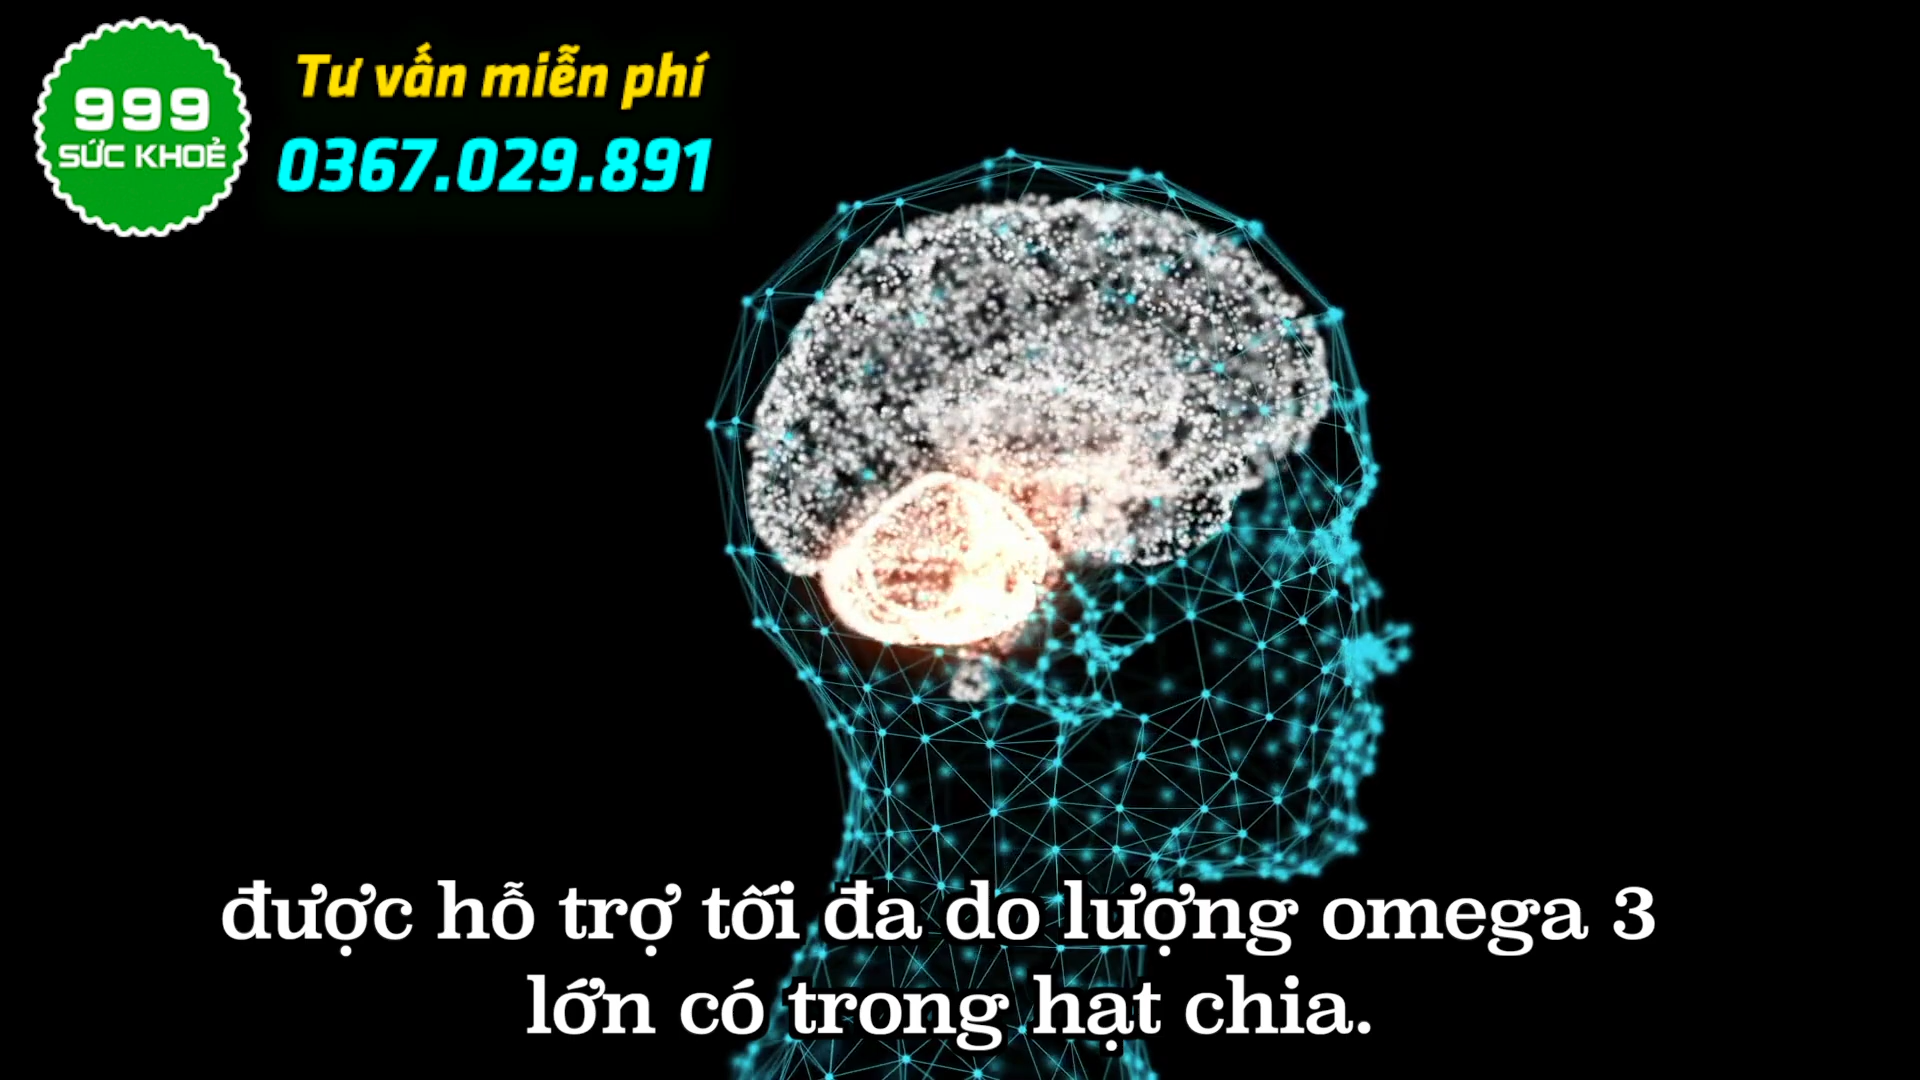 999
SỨC KHOẺ
Tư vấn miễn phí
0367.029.891
được hỗ trợ tối đa do lượng omega 3
lớn có trong hạt chia.